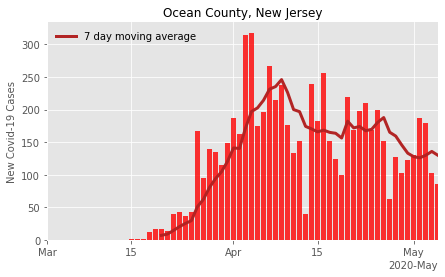 Ocean County, New Jersey
7 day moving average
New Covid-19 Cases
300
250
200
150
100
50
0
Mar 15 Apr 15 May
2020-May